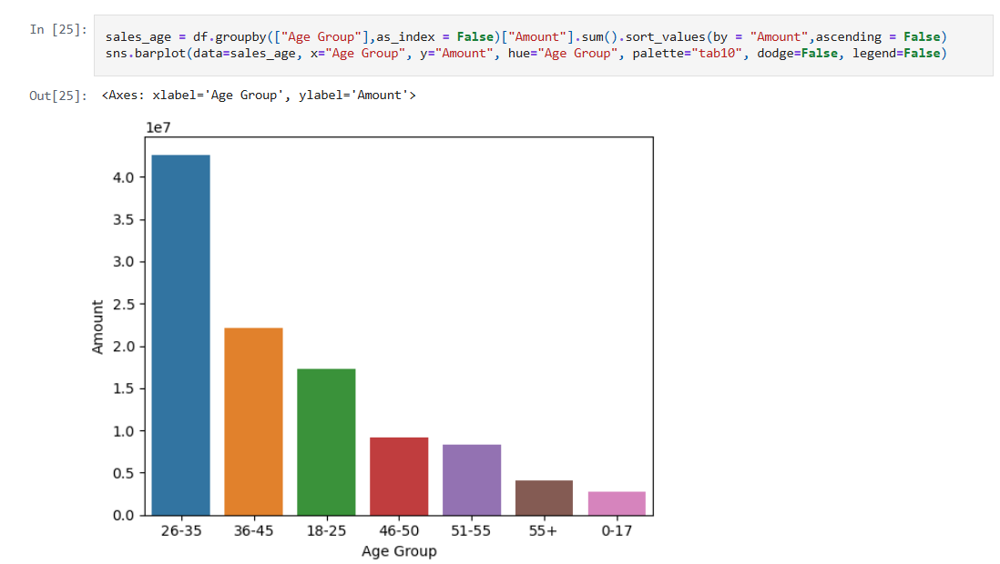 In [25]:
sales_age = df.groupby(["Age Group"],as_index = False)["Amount"].sum().sort_values(by = "Amount",ascending = False)
sns.barplot(data=sales_age, x="Age Group", y="Amount", hue="Age Group", palette="tab10", dodge=False, legend=False)
Out[25]:
<Axes: xlabel='Age Group', ylabel='Amount'>
1e7
4.0
3.5
3.0
2.5
2.0
1.5
1.0
0.5
0.0
Amount
26-35
36-45
18-25
46-50
51-55
55+
0-17
Age Group